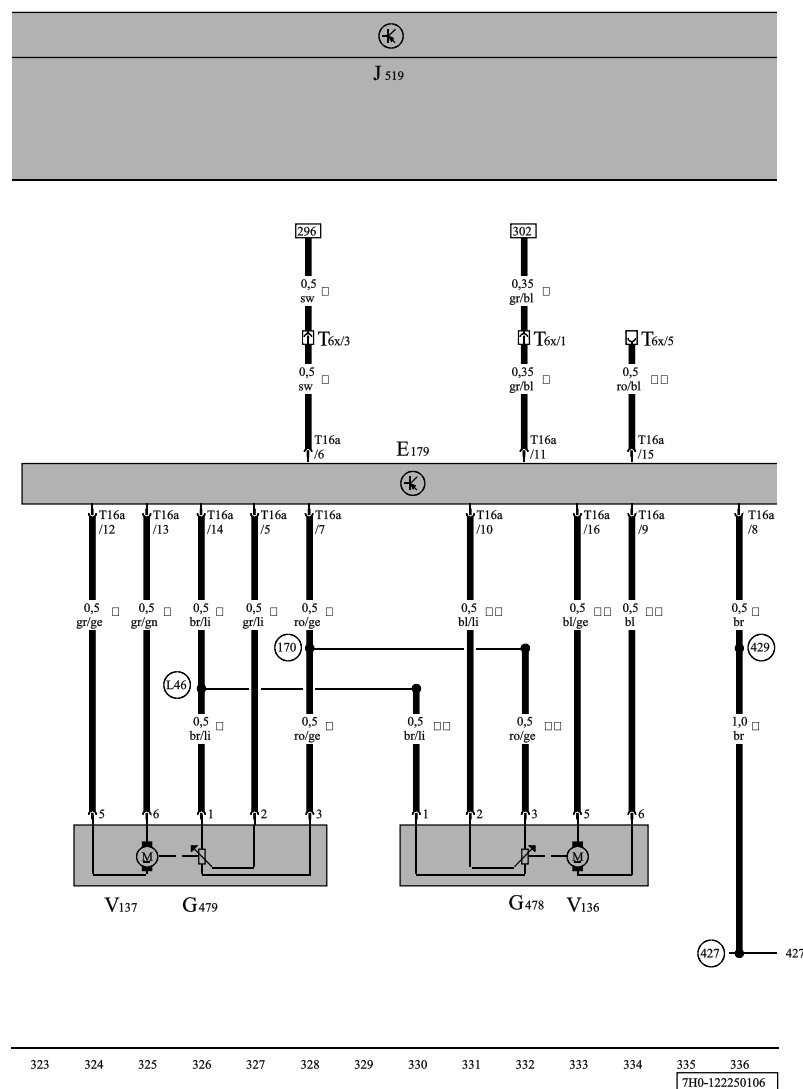 J 519
296 302
0,5 0,35
sw gr/bl
T6x/3 T6x/1 T6x/5
0,5 0,35 0,5
sw gr/bl ro/bl
T16a T16a T16a
/6 /11 /15
E179
T16a T16a T16a T16a T16a T16a T16a T16a T16a
/12 /13 /14 /5 /7 /10 /16 /9 /8
0,5 0,5 0,5 0,5 0,5 0,5 0,5 0,5 0,5
gr/ge gr/gn br/li gr/li ro/ge bl/li bl/ge bl br
170 429
L46
0,5 0,5 0,5 0,5 1,0
br/li ro/ge br/li ro/ge br
5 6 1 2 3 1 2 3 5 6
M M
V137 G479 G478 V136
427 427
323 324 325 326 327 328 329 330 331 332 333 334 335 336
7H0-122250106